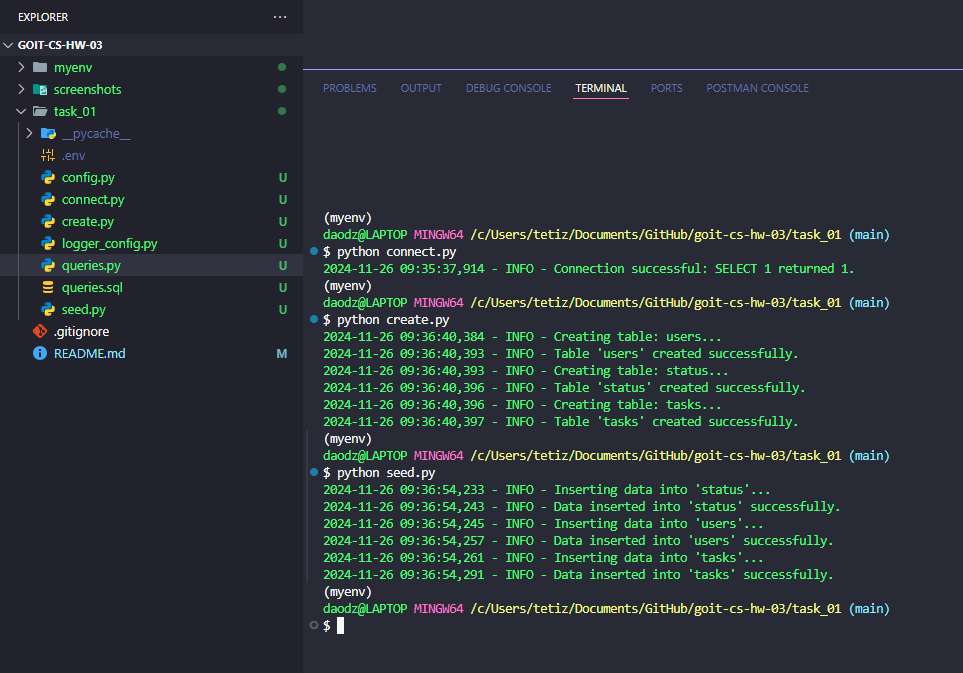 EXPLORER ···
GOIT-CS-HW-03
myenv
screenshots
task_01
__pycache__
.env
config.py U
connect.py U
create.py U
logger_config.py U
queries.py U
queries.sql U
seed.py U
.gitignore
README.md M
PROBLEMS OUTPUT DEBUG CONSOLE TERMINAL PORTS POSTMAN CONSOLE
(myenv)
daodz@LAPTOP MINGW64 /c/Users/tetiz/Documents/GitHub/goit-cs-hw-03/task_01 (main)
$ python connect.py
2024-11-26 09:35:37,914 - INFO - Connection successful: SELECT 1 returned 1.
(myenv)
daodz@LAPTOP MINGW64 /c/Users/tetiz/Documents/GitHub/goit-cs-hw-03/task_01 (main)
$ python create.py
2024-11-26 09:36:40,384 - INFO - Creating table: users...
2024-11-26 09:36:40,393 - INFO - Table 'users' created successfully.
2024-11-26 09:36:40,393 - INFO - Creating table: status...
2024-11-26 09:36:40,396 - INFO - Table 'status' created successfully.
2024-11-26 09:36:40,396 - INFO - Creating table: tasks...
2024-11-26 09:36:40,397 - INFO - Table 'tasks' created successfully.
(myenv)
daodz@LAPTOP MINGW64 /c/Users/tetiz/Documents/GitHub/goit-cs-hw-03/task_01 (main)
$ python seed.py
2024-11-26 09:36:54,233 - INFO - Inserting data into 'status'...
2024-11-26 09:36:54,243 - INFO - Data inserted into 'status' successfully.
2024-11-26 09:36:54,245 - INFO - Inserting data into 'users'...
2024-11-26 09:36:54,257 - INFO - Data inserted into 'users' successfully.
2024-11-26 09:36:54,261 - INFO - Inserting data into 'tasks'...
2024-11-26 09:36:54,291 - INFO - Data inserted into 'tasks' successfully.
(myenv)
daodz@LAPTOP MINGW64 /c/Users/tetiz/Documents/GitHub/goit-cs-hw-03/task_01 (main)
$